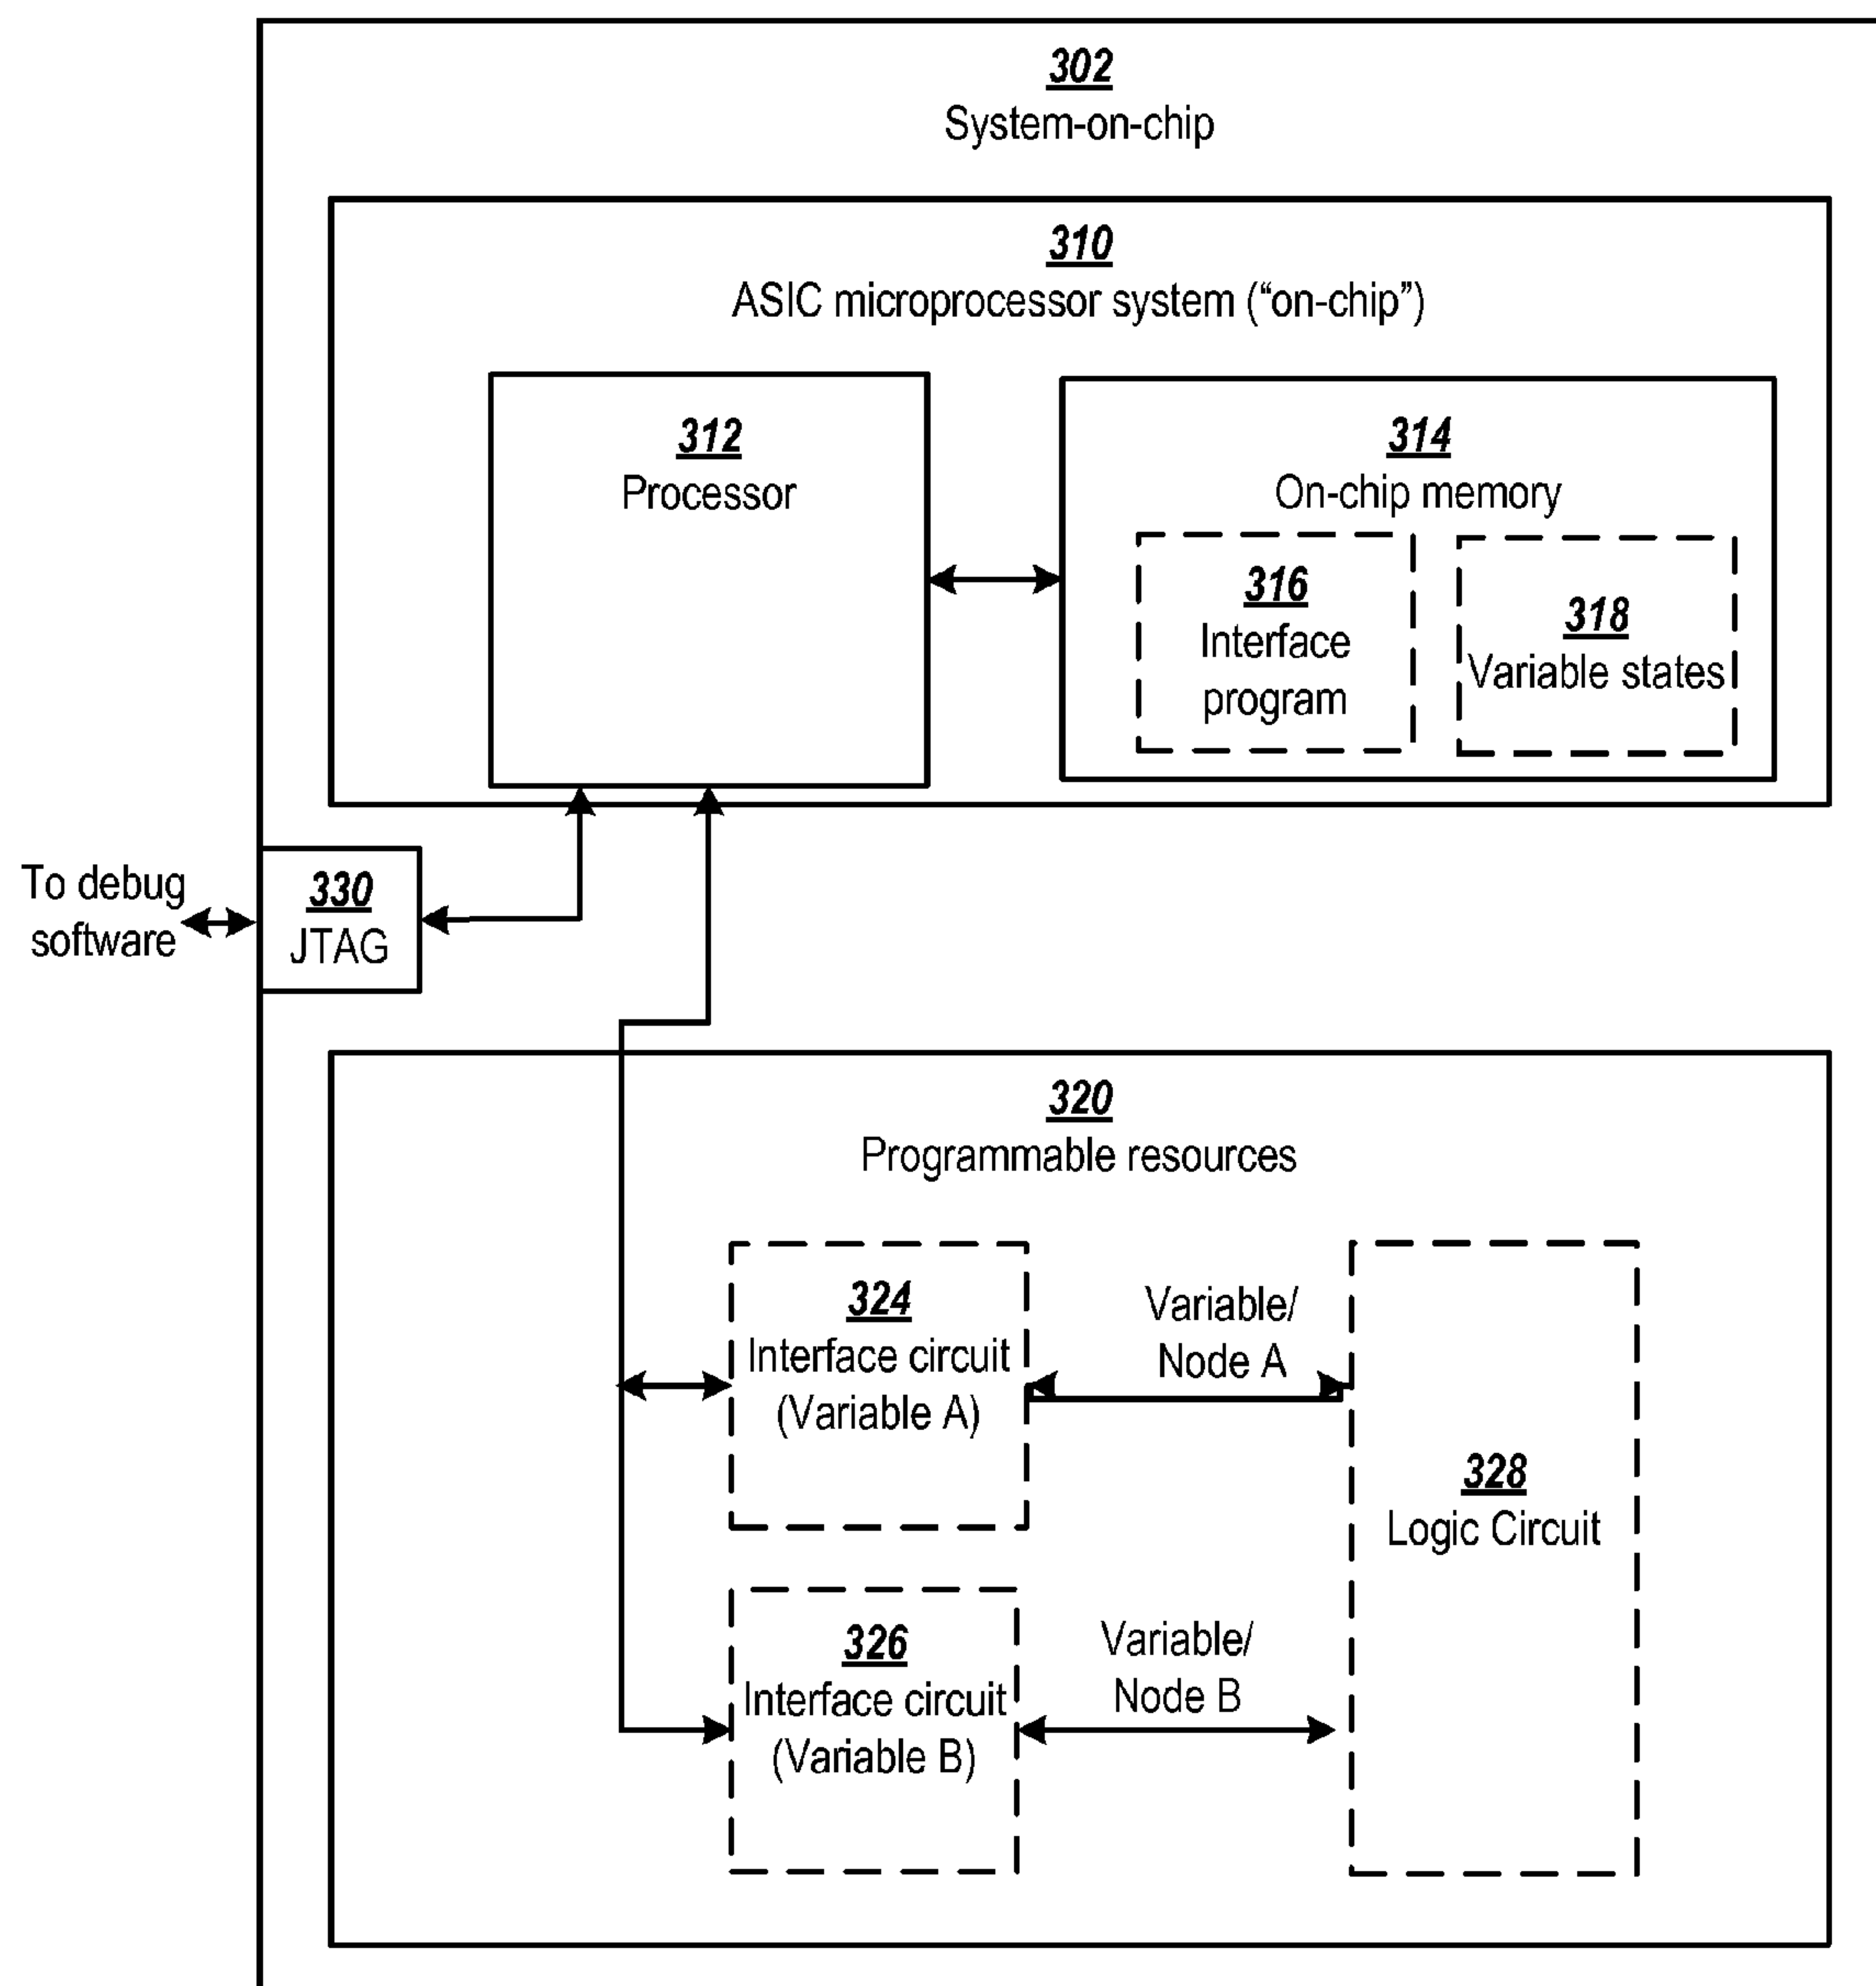 302
System-on-chip
310
ASIC microprocessor system (“on-chip”)
312
Processor
314
On-chip memory
316
Interface
program
318
Variable states
To debug
software
330
JTAG
320
Programmable resources
324
Interface circuit
(Variable A)
Variable/
Node A
328
Logic Circuit
326
Interface circuit
(Variable B)
Variable/
Node B